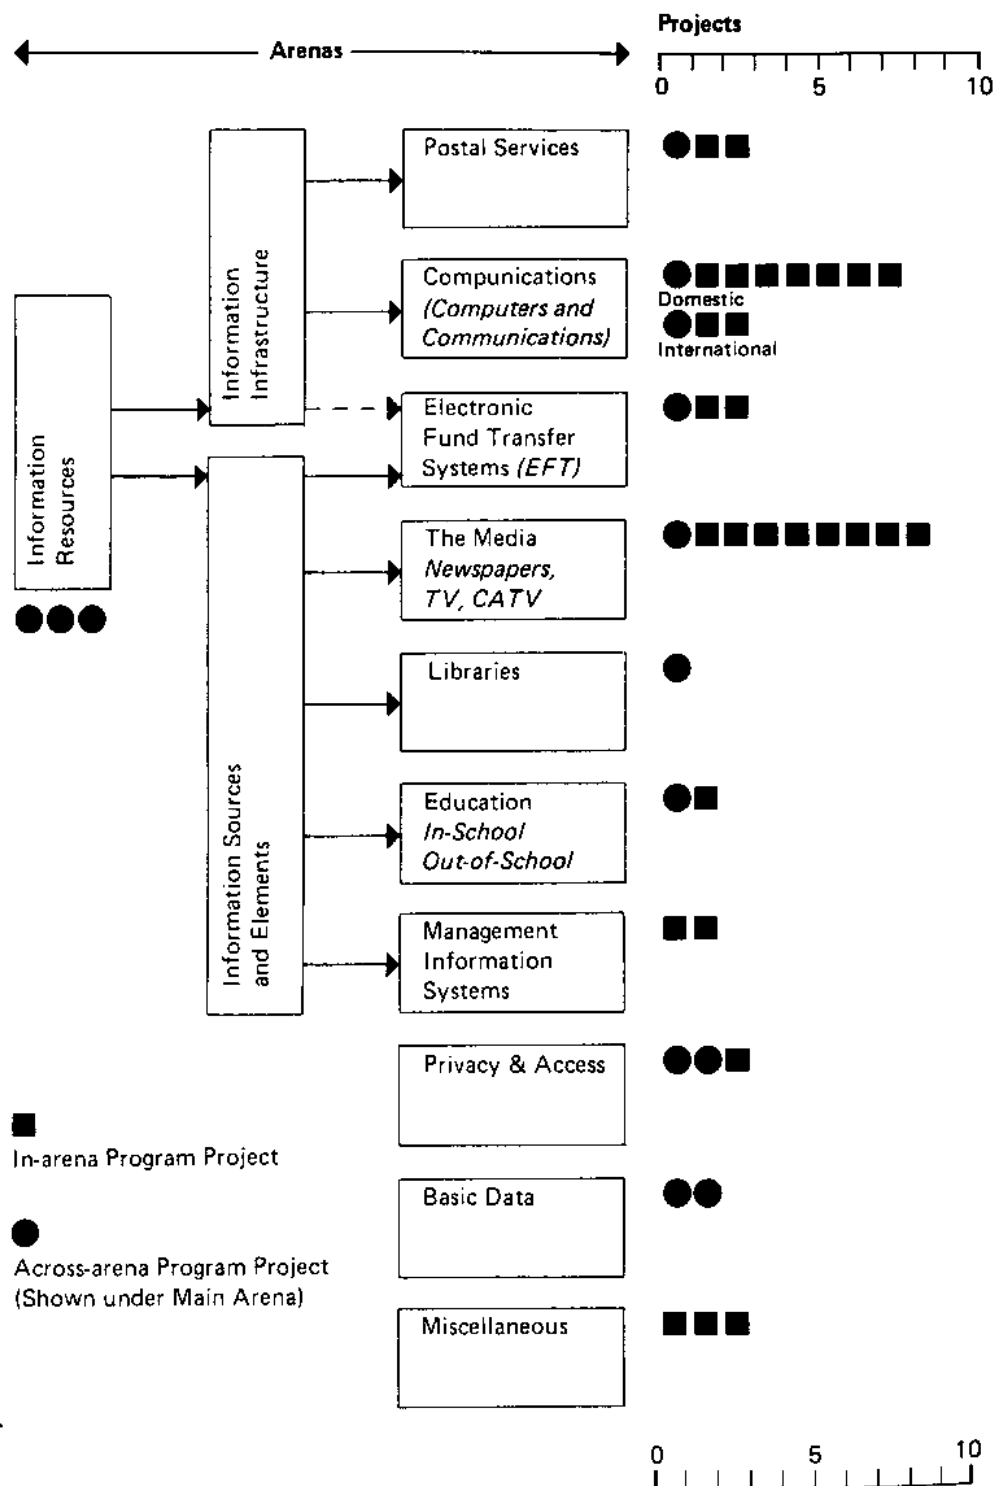 Projects
Arenas
0 5 10
Postal Services
Information
Infrastructure
Compunications
(Computers and
Communications)
Domestic
International
Electronic
Fund Transfer
Systems (EFT)
Information
Resources
The Media
Newspapers,
TV, CATV
Libraries
Information Sources
and Elements
Education
In-School
Out-of-School
Management
Information
Systems
Privacy & Access
In-arena Program Project
Basic Data
Across-arena Program Project
(Shown under Main Arena)
Miscellaneous
0 5 10